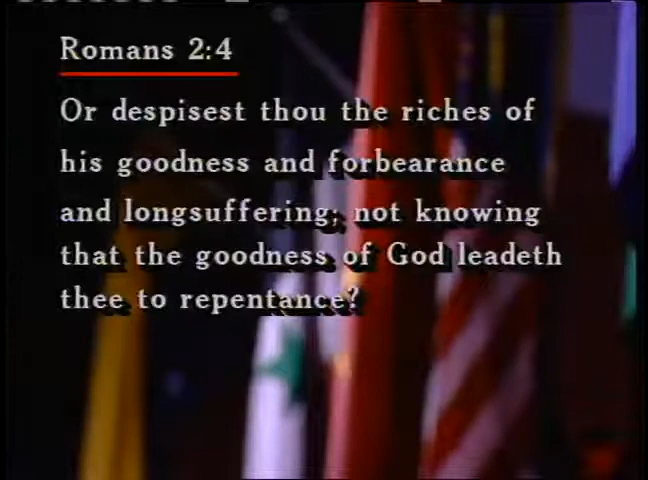 Romans 2:4
Or despisest thou the riches of
his goodness and forbearance
and longsuffering; not knowing
that the goodness of God leadeth
thee to repentance?